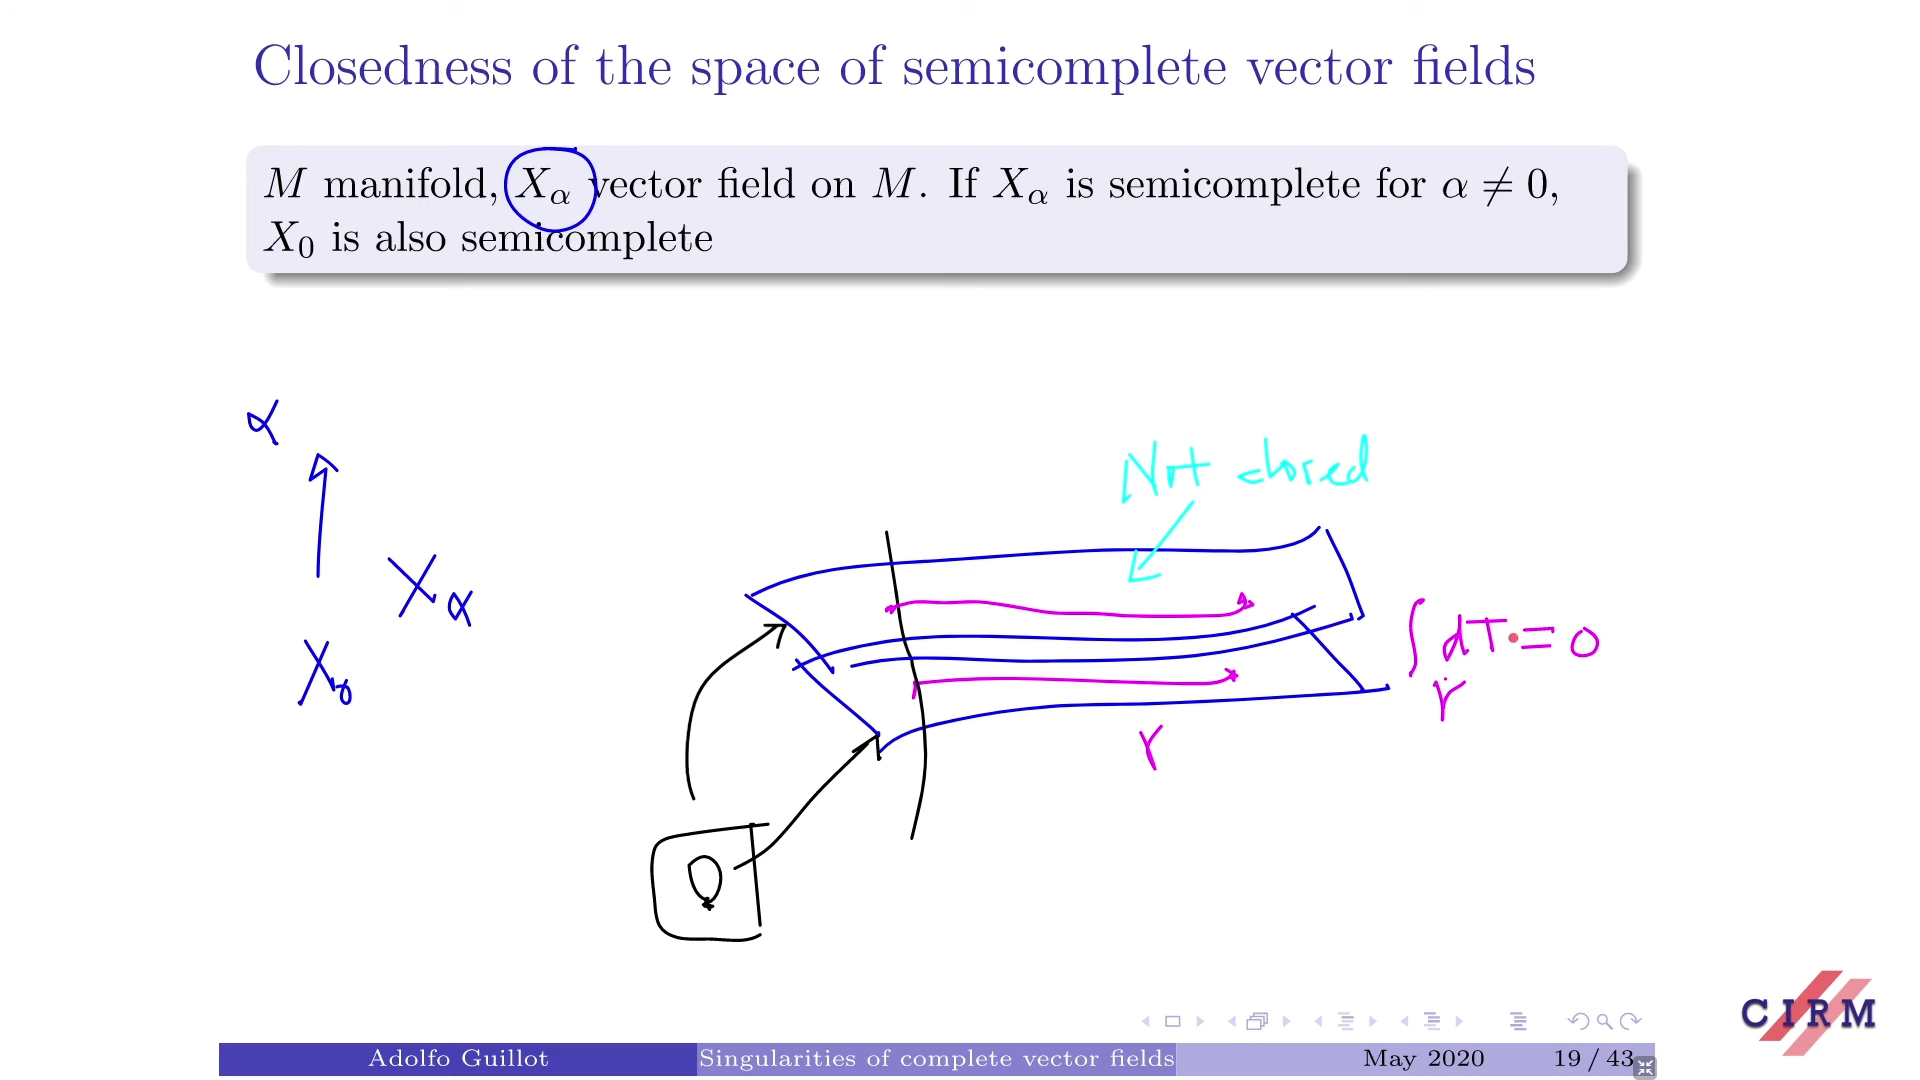 Closedness of the space of semicomplete vector fields
M manifold, Xα vector field on M. If Xα is semicomplete for α ≠ 0,
X0 is also semicomplete
α
Xα
X0
Not closed
∫γ dT = 0
γ
0
CIRM
Adolfo Guillot Singularities of complete vector fields May 2020 19 / 43